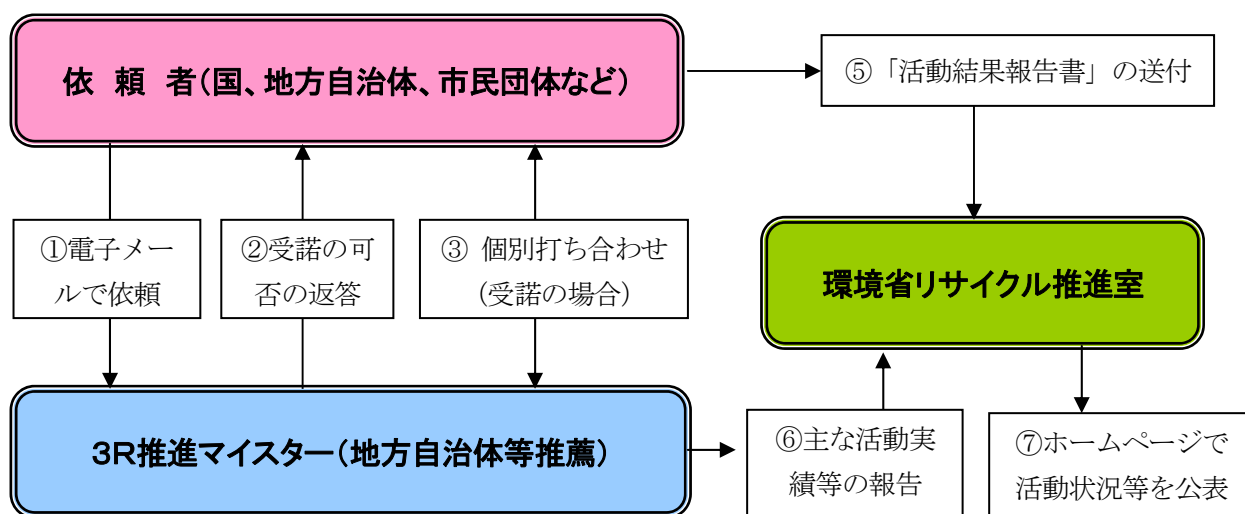 依　頼　者（国、地方自治体、市民団体など）
⑤「活動結果報告書」の送付
①電子メー
ルで依頼
②受諾の可
否の返答
③ 個別打ち合わせ
（受諾の場合）
環境省リサイクル推進室
３Ｒ推進マイスター（地方自治体等推薦）
⑥主な活動実
績等の報告
⑦ホームページで
活動状況等を公表